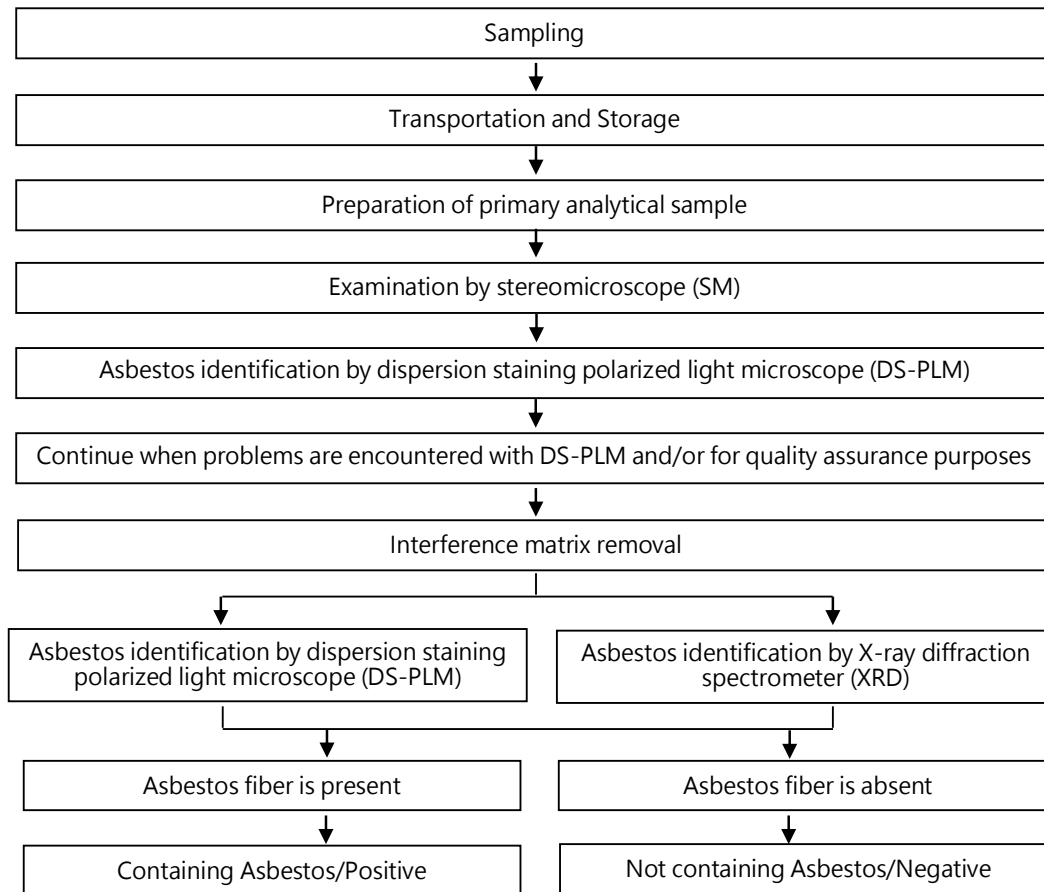 Sampling
Transportation and Storage
Preparation of primary analytical sample
Examination by stereomicroscope (SM)
Asbestos identification by dispersion staining polarized light microscope (DS-PLM)
Continue when problems are encountered with DS-PLM and/or for quality assurance purposes
Interference matrix removal
Asbestos identification by dispersion staining
polarized light microscope (DS-PLM)
Asbestos identification by X-ray diffraction
spectrometer (XRD)
Asbestos fiber is present
Asbestos fiber is absent
Containing Asbestos/Positive
Not containing Asbestos/Negative